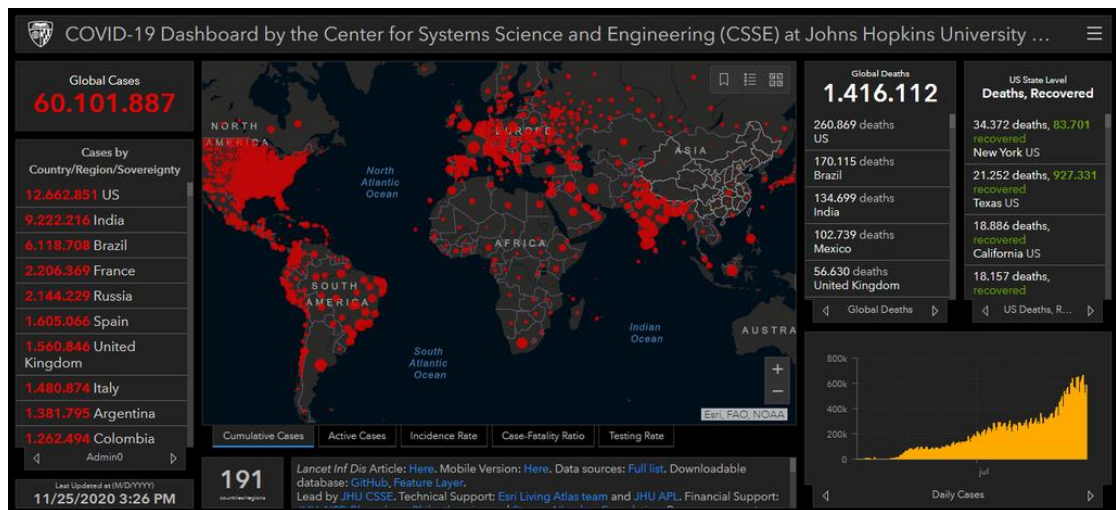 COVID-19 Dashboard by the Center for Systems Science and Engineering (CSSE) at Johns Hopkins University ...
Global Cases
60.101.887
Cases by
Country/Region/Sovereignty
12.662.851 US
9.222.216 India
6.118.708 Brazil
2.206.369 France
2.144.229 Russia
1.605.066 Spain
1.560.846 United
Kingdom
1.480.874 Italy
1.381.795 Argentina
1.262.494 Colombia
Admin0
Last Updated at (M/D/YYYY)
11/25/2020 3:26 PM
NORTH
AMERICA
EUROPE
ASIA
North
Atlantic
Ocean
AFRICA
SOUTH
AMERICA
Indian
Ocean
AUSTRA
South
Atlantic
Ocean
+
−
Esri, FAO, NOAA
Cumulative Cases
Active Cases
Incidence Rate
Case-Fatality Ratio
Testing Rate
191
countries/regions
Lancet Inf Dis Article: Here. Mobile Version: Here. Data sources: Full list. Downloadable
database: GitHub, Feature Layer.
Lead by JHU CSSE. Technical Support: Esri Living Atlas team and JHU APL. Financial Support:
Global Deaths
1.416.112
260.869 deaths
US
170.115 deaths
Brazil
134.699 deaths
India
102.739 deaths
Mexico
56.630 deaths
United Kingdom
Global Deaths
US State Level
Deaths, Recovered
34.372 deaths, 83.701
recovered
New York US
21.252 deaths, 927.331
recovered
Texas US
18.886 deaths,
recovered
California US
18.157 deaths,
recovered
US Deaths, R...
800k
600k
400k
200k
0
jul
Daily Cases